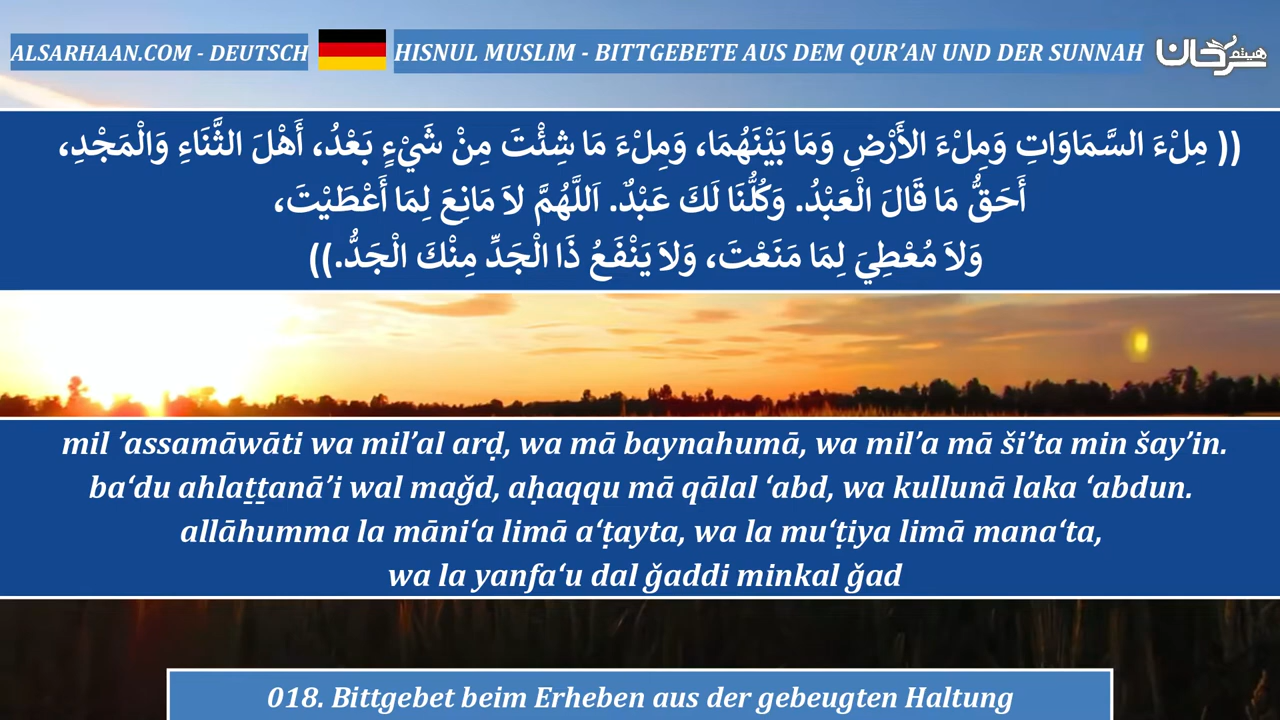 ALSARHAAN.COM - DEUTSCH
HISNUL MUSLIM - BITTGEBETE AUS DEM QUR’AN UND DER SUNNAH
هيثم سرحان
(( مِلْءَ السَّمَاوَاتِ وَمِلْءَ الأَرْضِ وَمَا بَيْنَهُمَا، وَمِلْءَ مَا شِئْتَ مِنْ شَيْءٍ بَعْدُ، أَهْلَ الثَّنَاءِ وَالْمَجْدِ،
أَحَقُّ مَا قَالَ الْعَبْدُ. وَكُلُّنَا لَكَ عَبْدٌ. اَللَّهُمَّ لاَ مَانِعَ لِمَا أَعْطَيْتَ،
وَلاَ مُعْطِيَ لِمَا مَنَعْتَ، وَلاَ يَنْفَعُ ذَا الْجَدِّ مِنْكَ الْجَدُّ.))
mil ’assamāwāti wa mil’al arḍ, wa mā baynahumā, wa mil’a mā ši’ta min šay’in.
ba‘du ahlaṯṯanā’i wal maǧd, aḥaqqu mā qālal ‘abd, wa kullunā laka ‘abdun.
allāhumma la māni‘a limā a‘ṭayta, wa la mu‘ṭiya limā mana‘ta,
wa la yanfa‘u dal ǧaddi minkal ǧad
018. Bittgebet beim Erheben aus der gebeugten Haltung